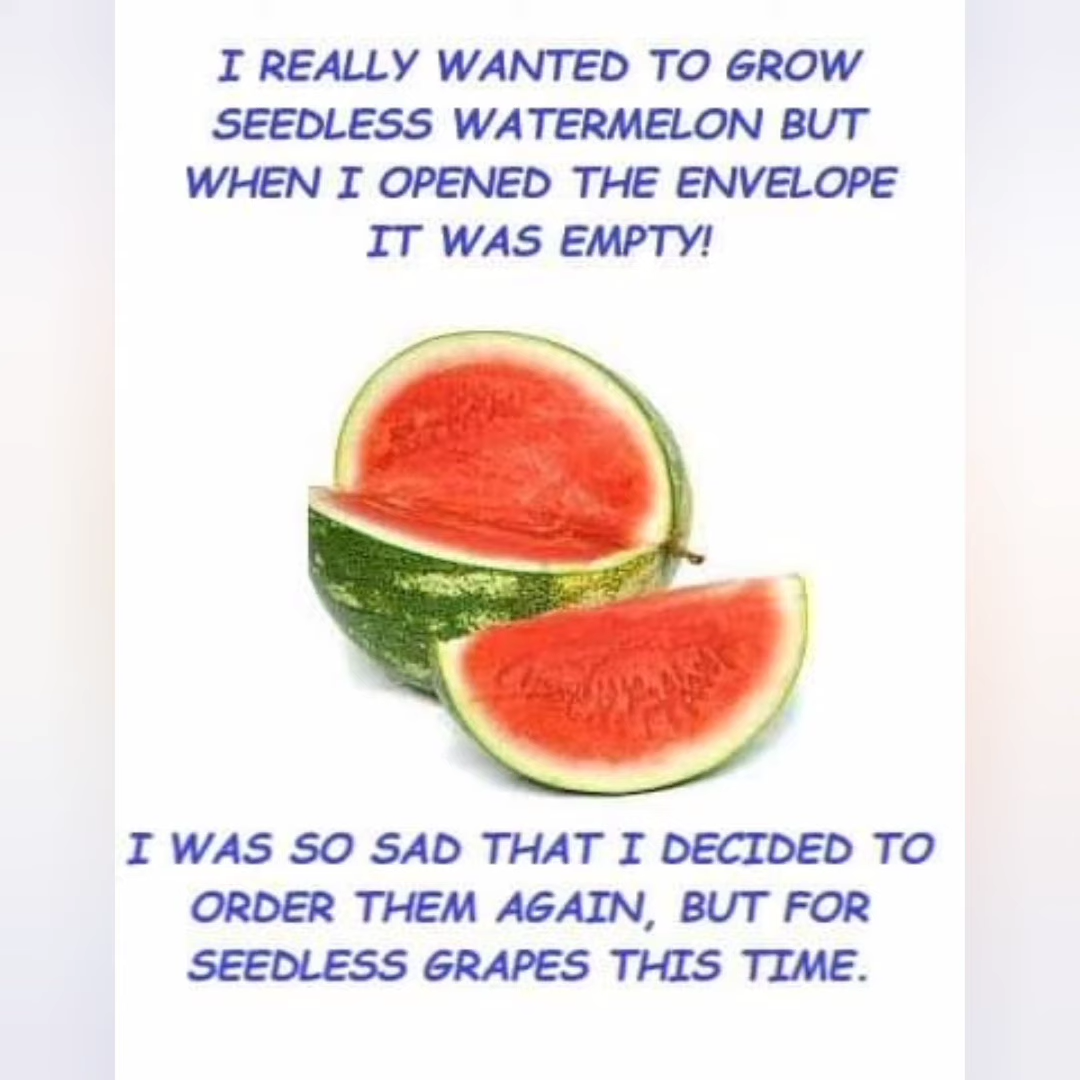 I REALLY WANTED TO GROW
SEEDLESS WATERMELON BUT
WHEN I OPENED THE ENVELOPE
IT WAS EMPTY!
I WAS SO SAD THAT I DECIDED TO
ORDER THEM AGAIN, BUT FOR
SEEDLESS GRAPES THIS TIME.